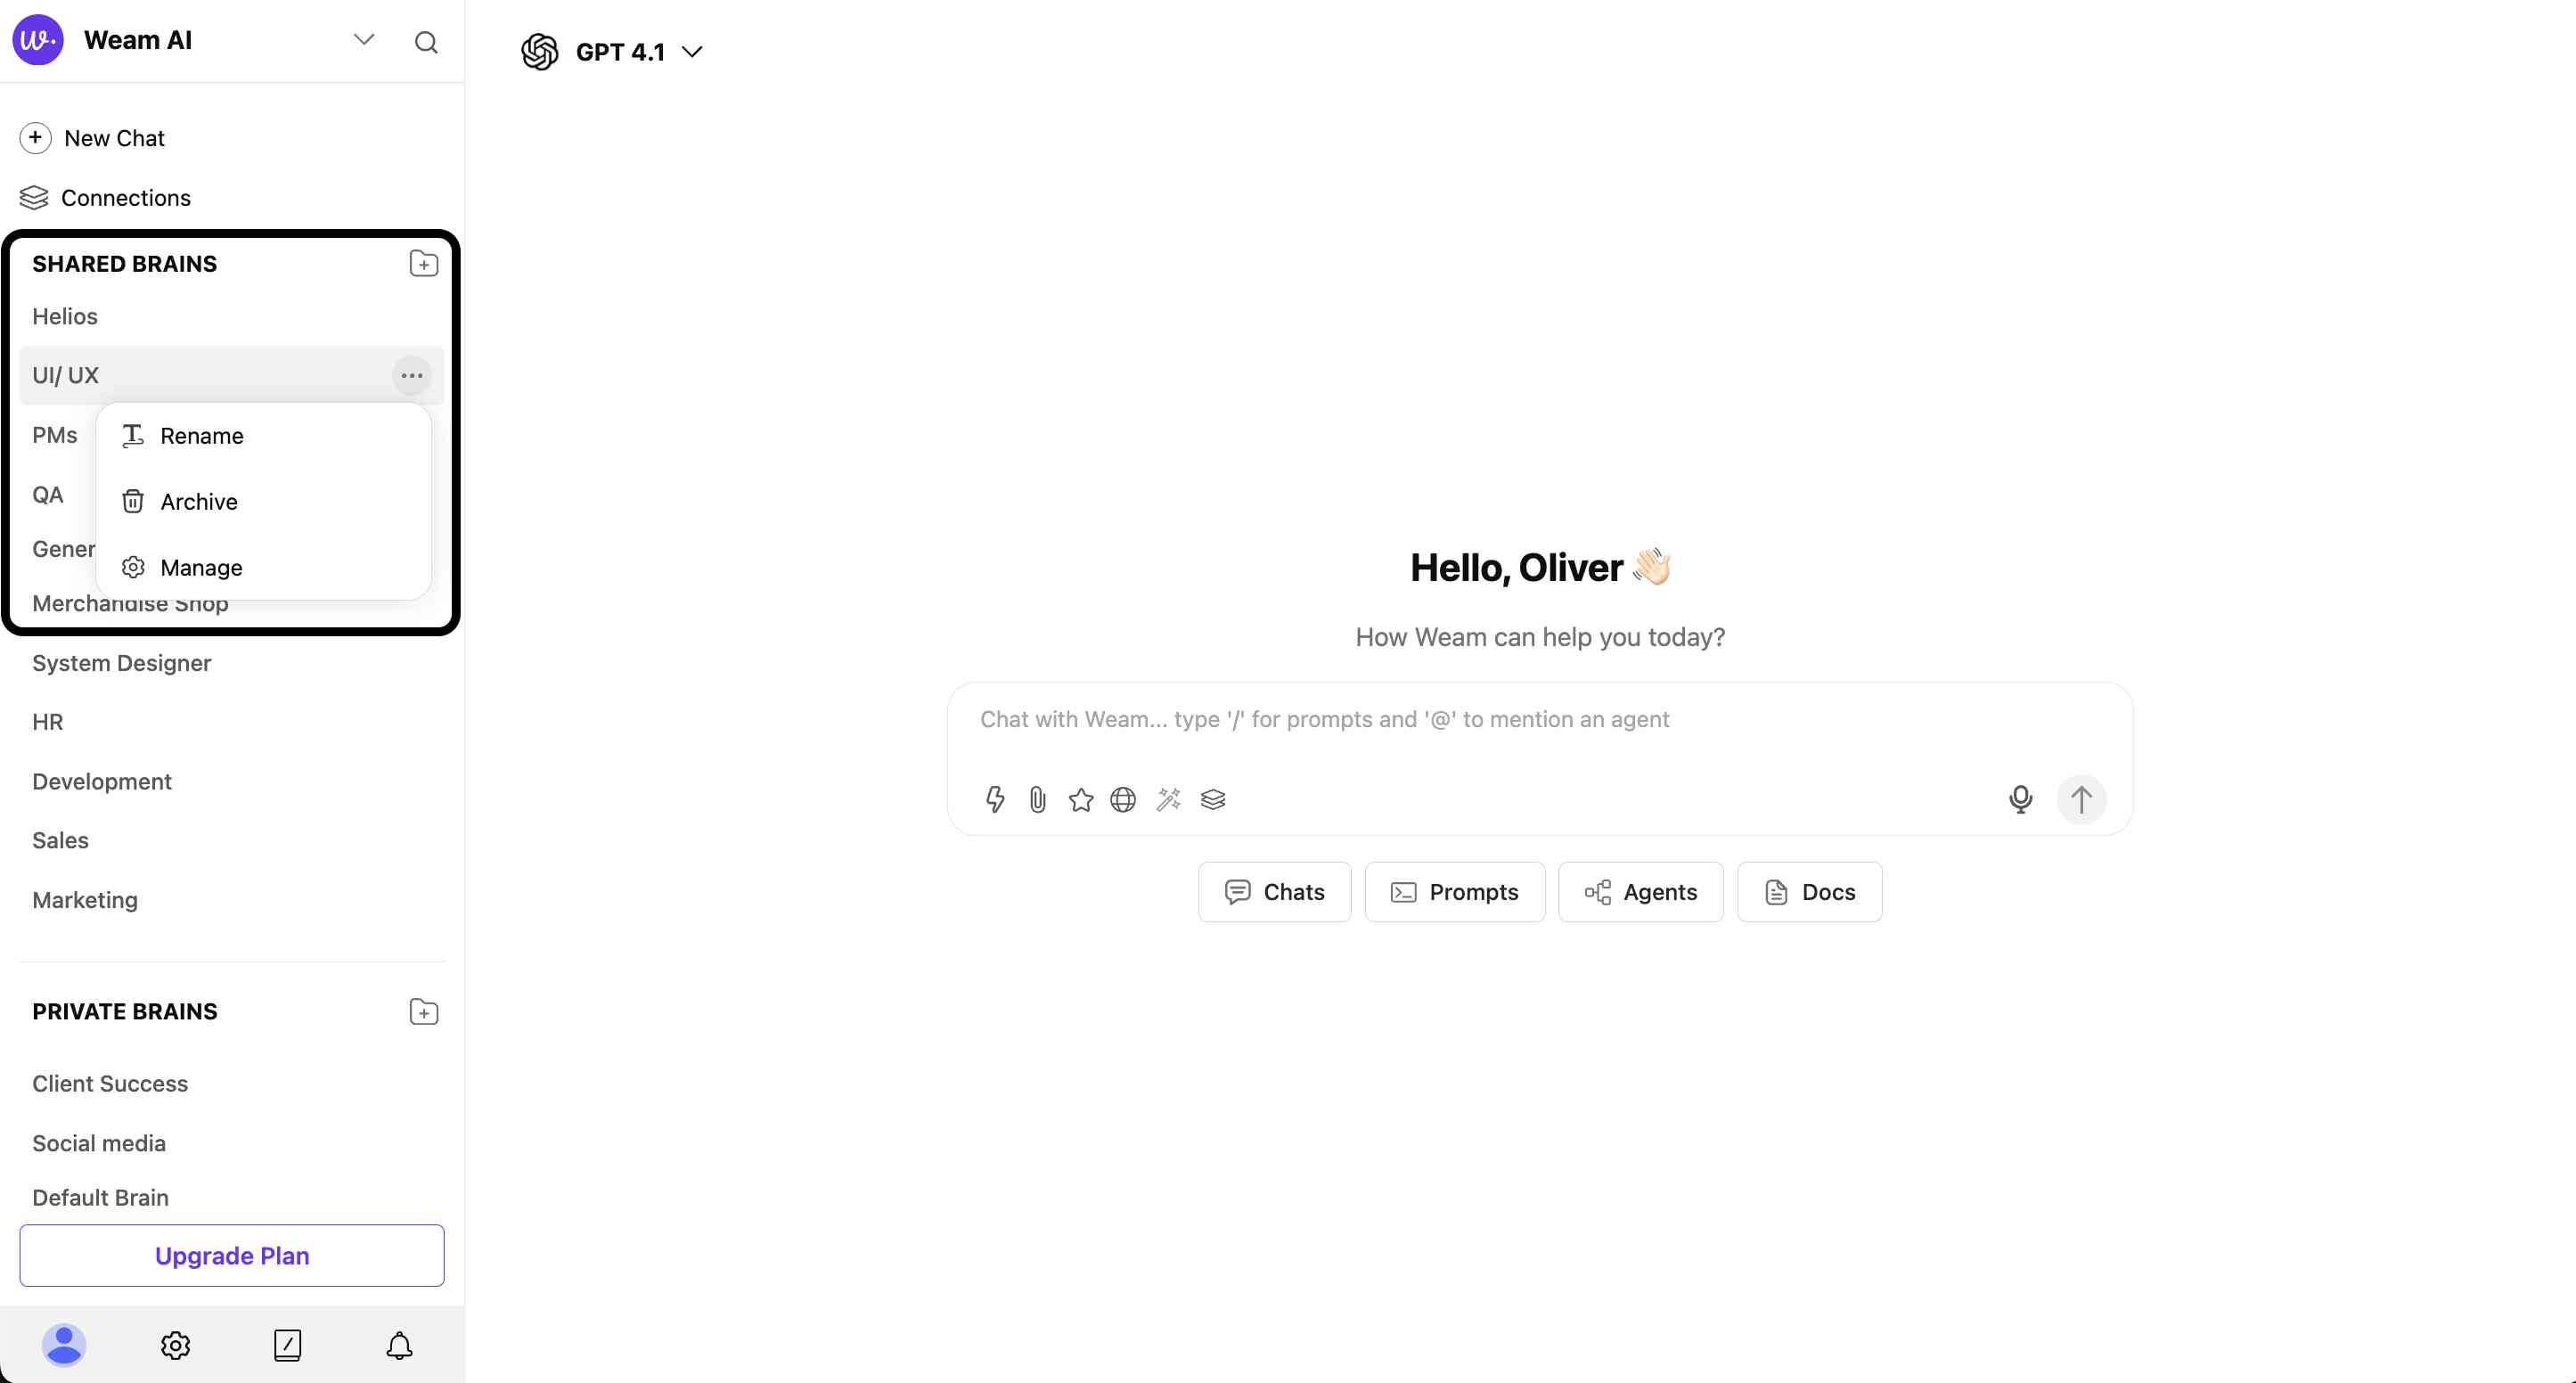 Weam AI
New Chat
Connections
SHARED BRAINS
Helios
UI/ UX
PMs
Rename
QA
Archive
Gener
Manage
Merchandise Shop
System Designer
HR
Development
Sales
Marketing
PRIVATE BRAINS
Client Success
Social media
Default Brain
Upgrade Plan
GPT 4.1
Hello, Oliver 👋🏻
How Weam can help you today?
Chat with Weam... type '/' for prompts and '@' to mention an agent
Chats Prompts Agents Docs